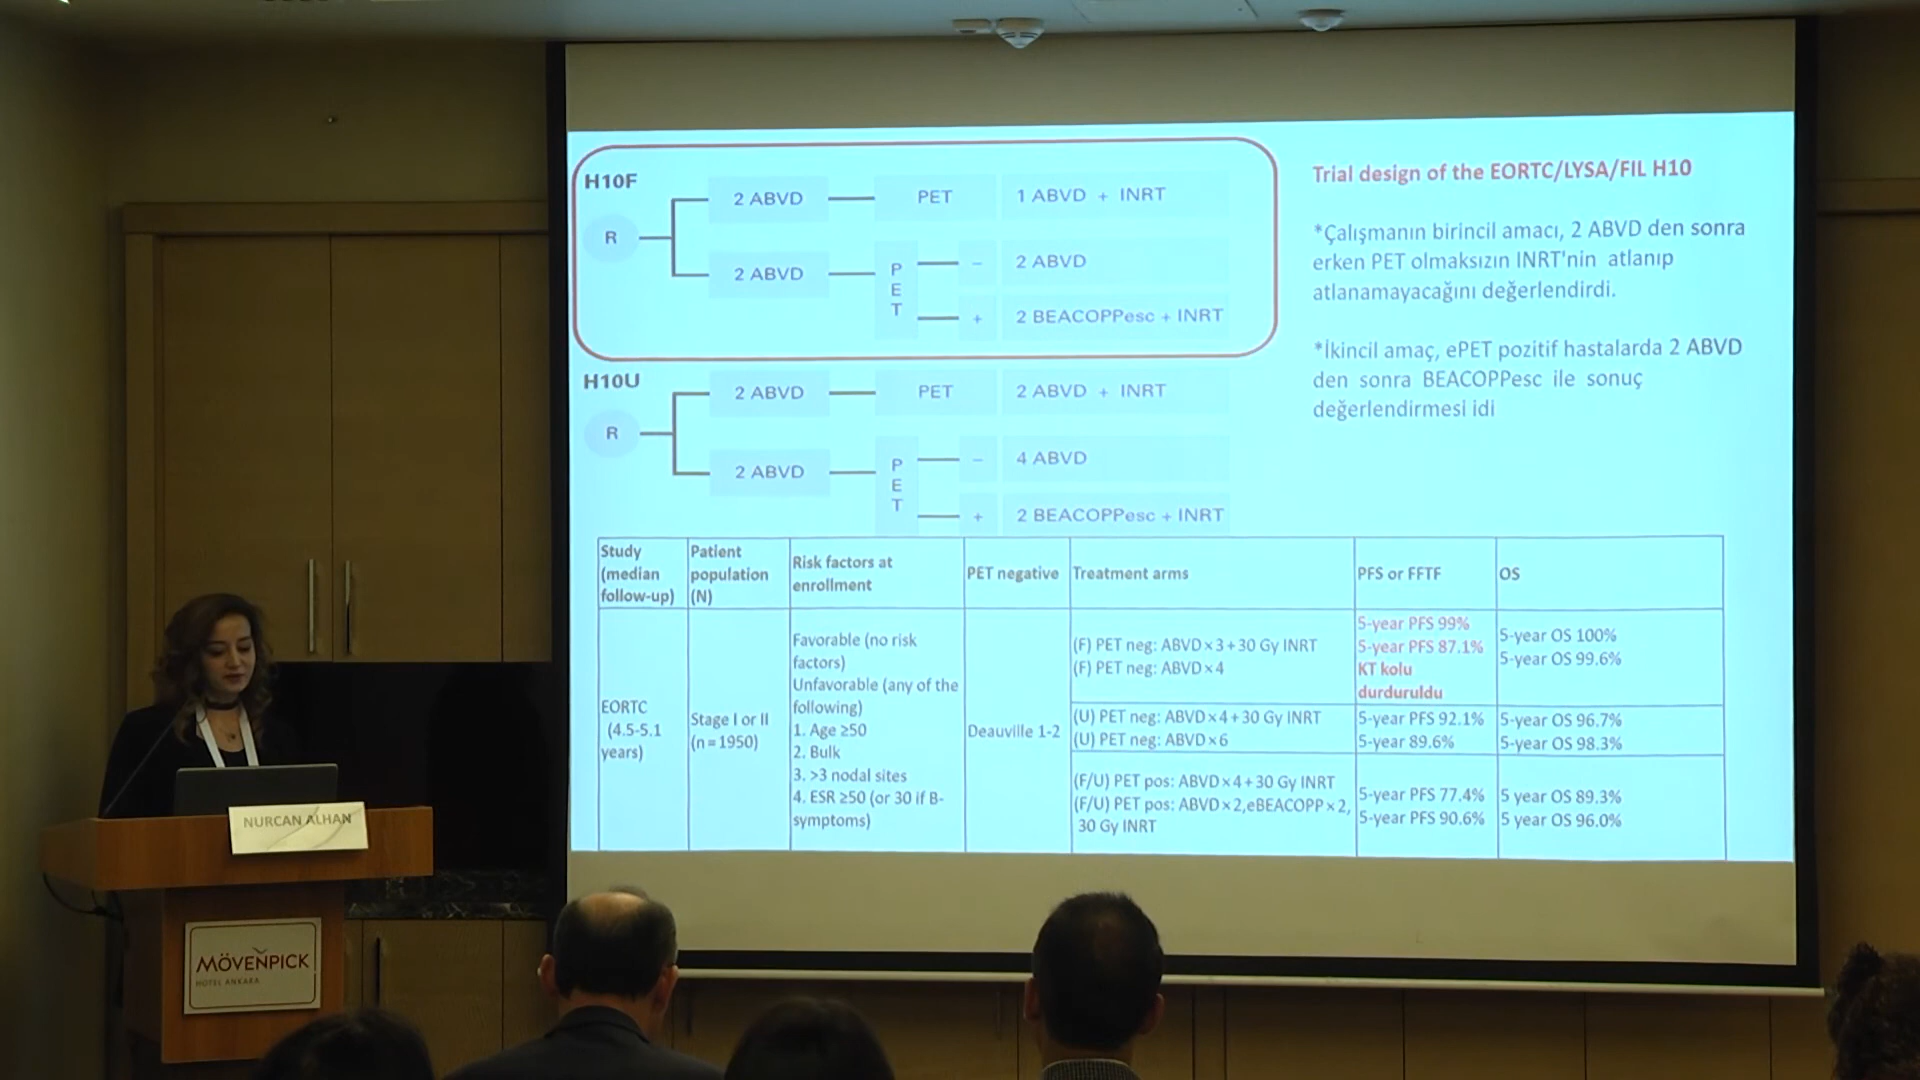 H10F
R
2 ABVD
PET
1 ABVD + INRT
2 ABVD
P
E
T
−
2 ABVD
+
2 BEACOPPesc + INRT
H10U
R
2 ABVD
PET
2 ABVD + INRT
2 ABVD
P
E
T
−
4 ABVD
+
2 BEACOPPesc + INRT
Trial design of the EORTC/LYSA/FIL H10
*Çalışmanın birincil amacı, 2 ABVD den sonra
erken PET olmaksızın INRT'nin atlanıp
atlanamayacağını değerlendirdi.
*İkincil amaç, ePET pozitif hastalarda 2 ABVD
den sonra BEACOPPesc ile sonuç
değerlendirmesi idi
Study
(median
follow-up)
Patient
population
(N)
Risk factors at
enrollment
PET negative
Treatment arms
PFS or FFTF
OS
EORTC
(4.5-5.1
years)
Stage I or II
(n = 1950)
Favorable (no risk
factors)
Unfavorable (any of the
following)
1. Age ≥50
2. Bulk
3. >3 nodal sites
4. ESR ≥50 (or 30 if B-
symptoms)
Deauville 1-2
(F) PET neg: ABVD × 3 + 30 Gy INRT
(F) PET neg: ABVD × 4
5-year PFS 99%
5-year PFS 87.1%
KT kolu
durduruldu
5-year OS 100%
5-year OS 99.6%
(U) PET neg: ABVD × 4 + 30 Gy INRT
(U) PET neg: ABVD × 6
5-year PFS 92.1%
5-year 89.6%
5-year OS 96.7%
5-year OS 98.3%
(F/U) PET pos: ABVD × 4 + 30 Gy INRT
(F/U) PET pos: ABVD × 2,eBEACOPP × 2,
30 Gy INRT
5-year PFS 77.4%
5-year PFS 90.6%
5 year OS 89.3%
5 year OS 96.0%
NURCAN ALHAN
MÖVENPICK
HOTEL ANKARA